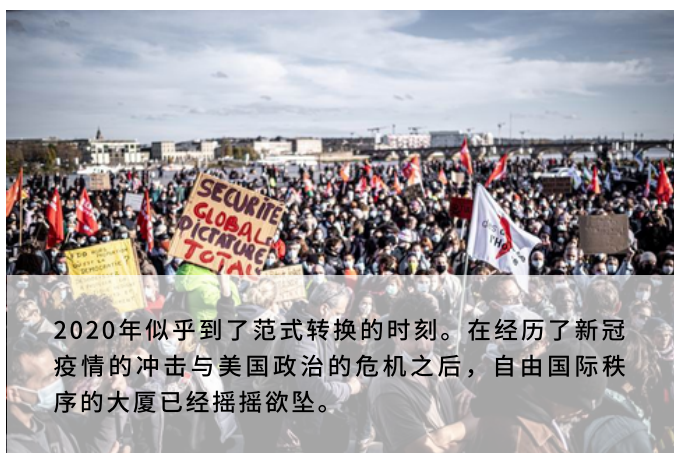 SECURITE
GLOBALE
DICTATURE
TOTALE
2020年似乎到了范式转换的时刻。在经历了新冠
疫情的冲击与美国政治的危机之后，自由国际秩
序的大厦已经摇摇欲坠。